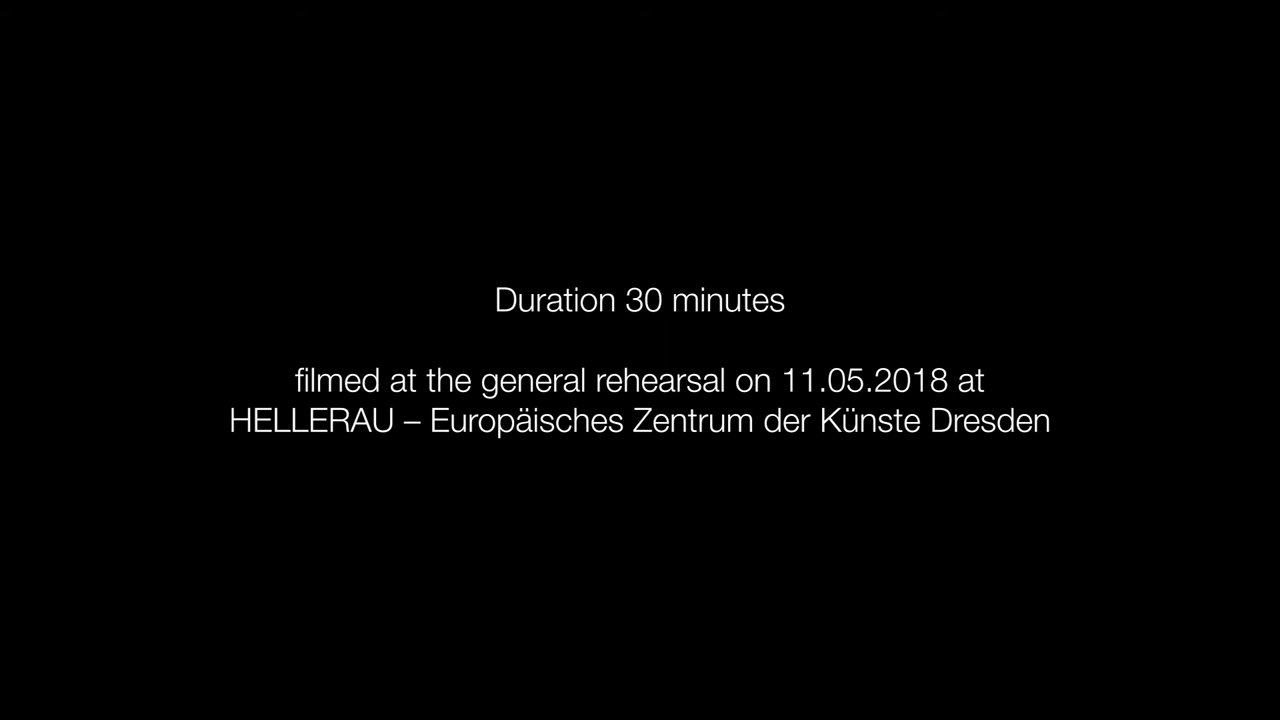 Duration 30 minutes
filmed at the general rehearsal on 11.05.2018 at
HELLERAU – Europäisches Zentrum der Künste Dresden